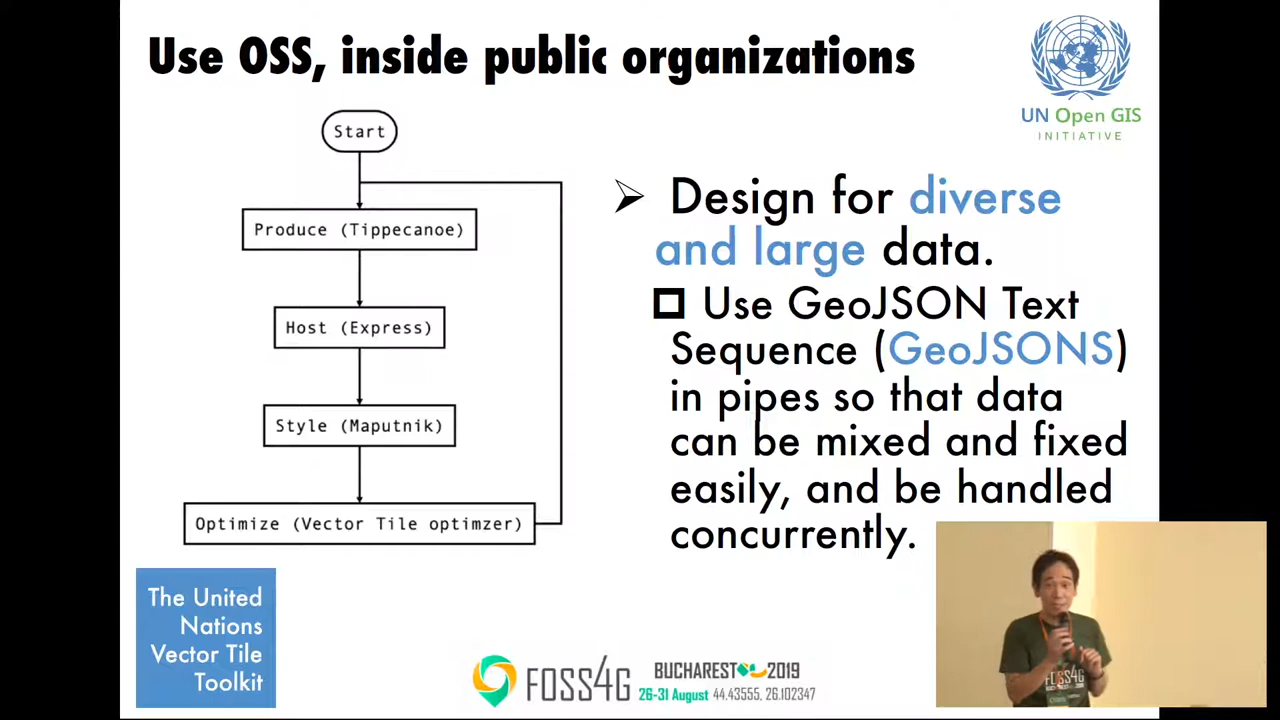 Use OSS, inside public organizations
UN Open GIS
INITIATIVE
Start
Produce (Tippecanoe)
Host (Express)
Style (Maputnik)
Optimize (Vector Tile optimzer)
➢ Design for diverse
and large data.
Use GeoJSON Text
Sequence (GeoJSONS)
in pipes so that data
can be mixed and fixed
easily, and be handled
concurrently.
The United
Nations
Vector Tile
Toolkit
FOSS4G
BUCHAREST 2019
26-31 August 44.43555, 26.102347
FOSS4G